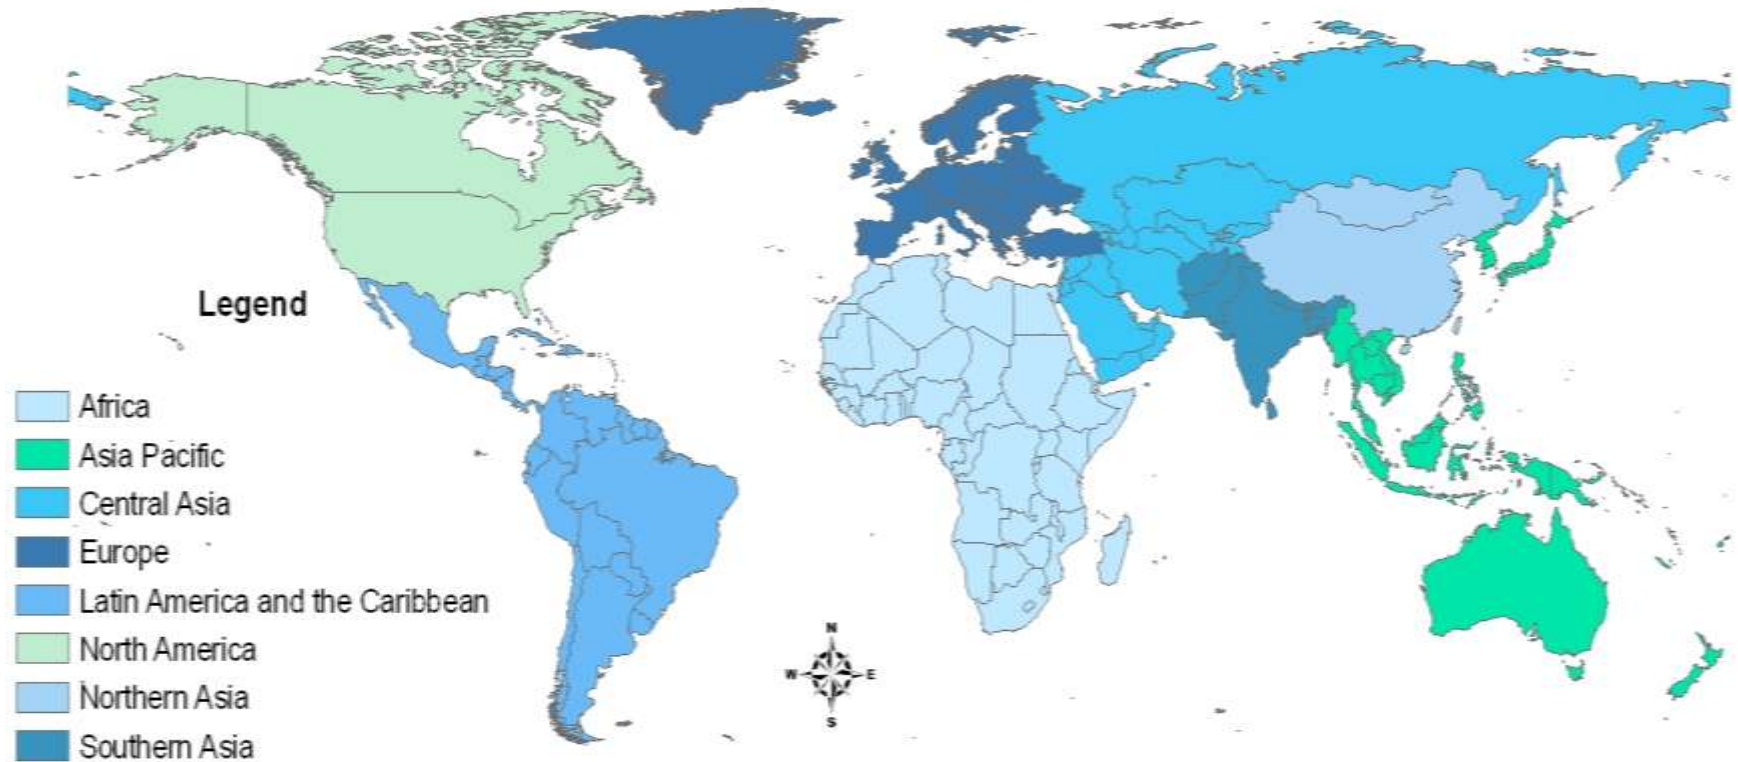 Legend
Africa
Asia Pacific
Central Asia
Europe
Latin America and the Caribbean
North America
Northern Asia
Southern Asia
N
W E
S